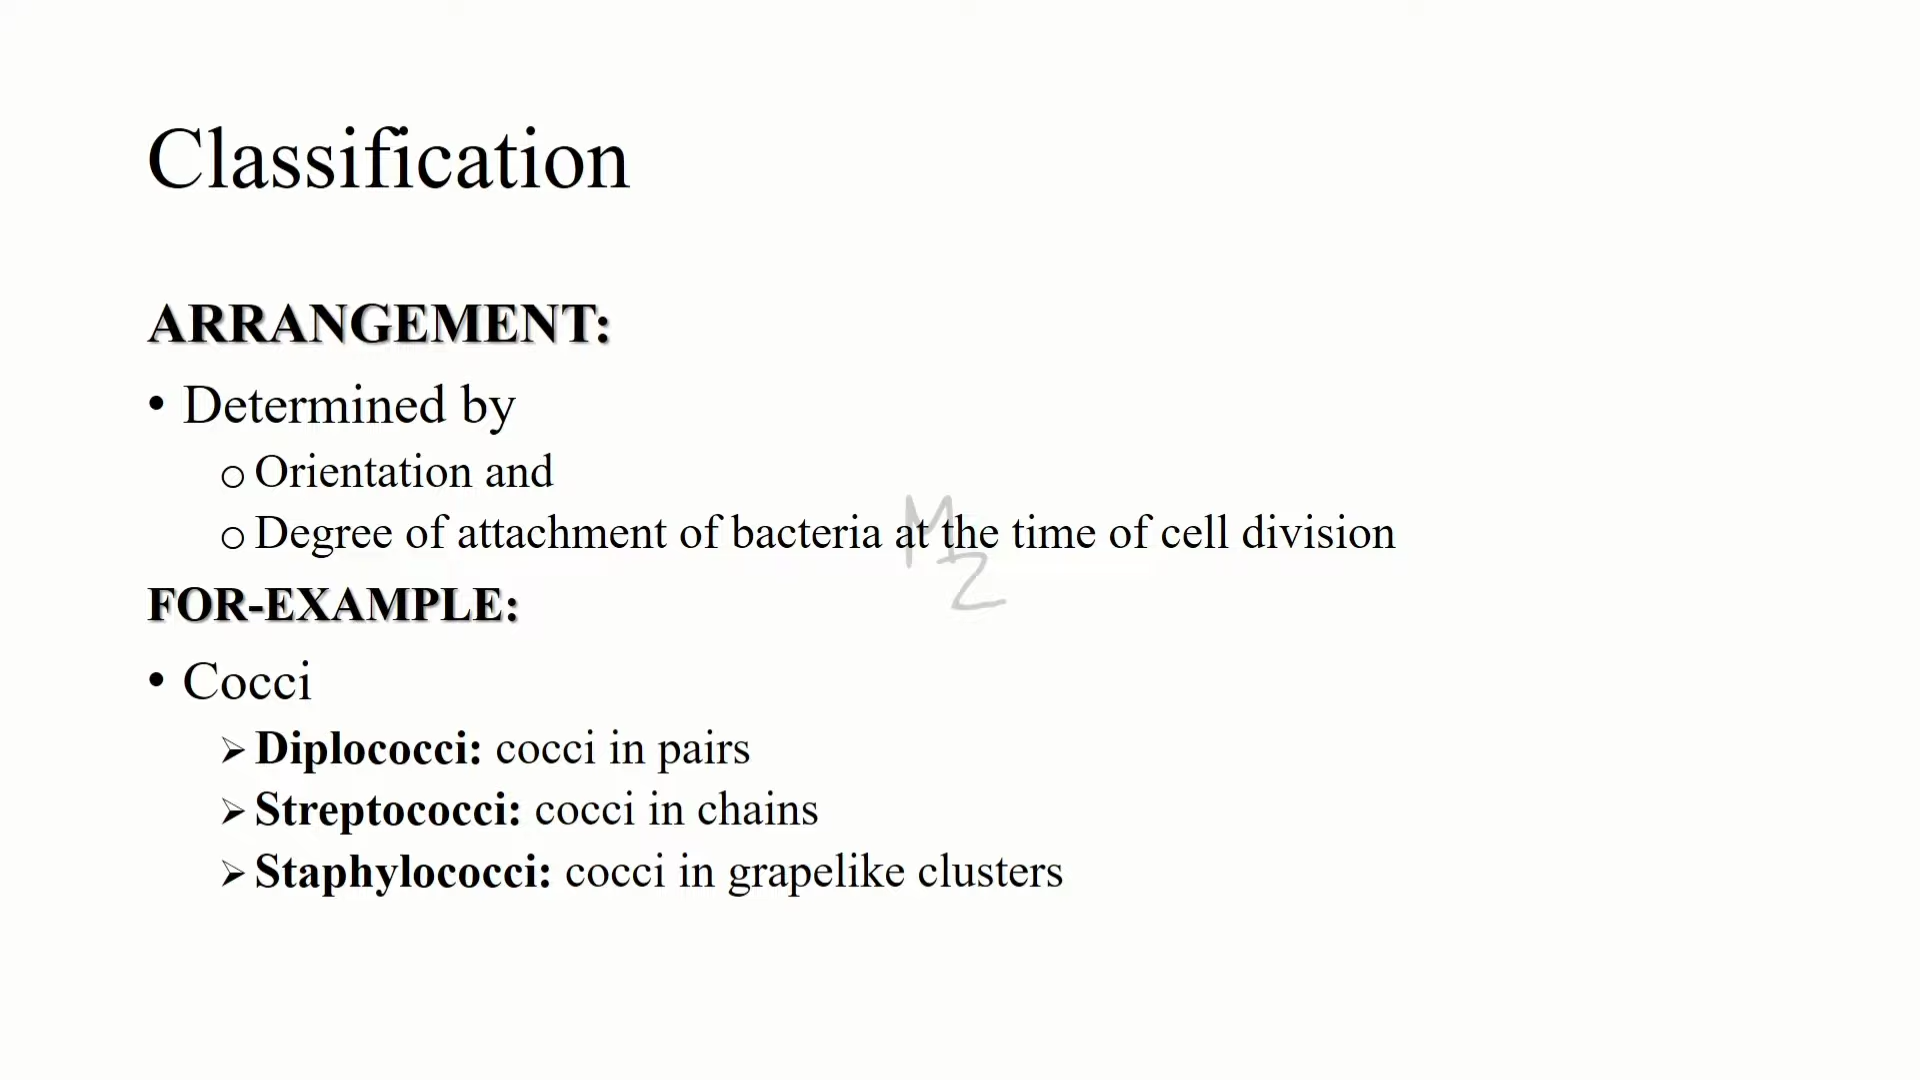 Classification
ARRANGEMENT:
• Determined by
o Orientation and
o Degree of attachment of bacteria at the time of cell division
MZ
FOR-EXAMPLE:
• Cocci
➢ Diplococci: cocci in pairs
➢ Streptococci: cocci in chains
➢ Staphylococci: cocci in grapelike clusters